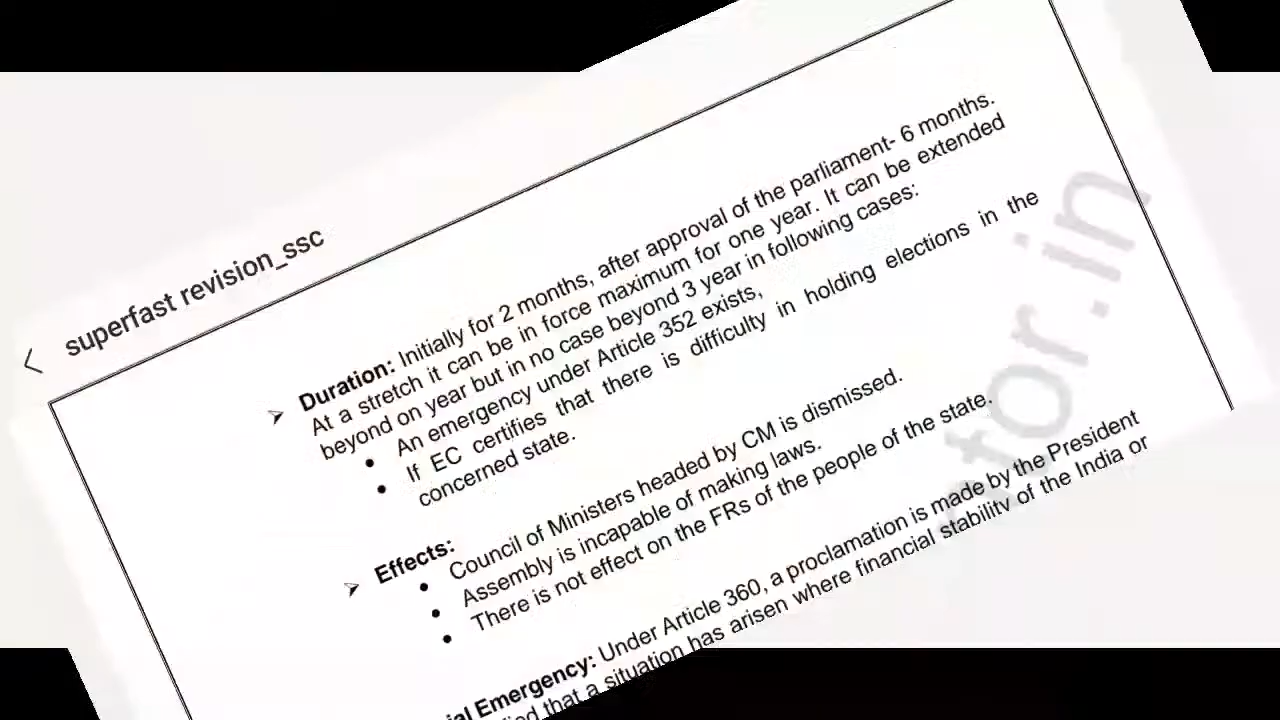 superfast revision_ssc
➢ Duration: Initially for 2 months, after approval of the parliament- 6 months.
At a stretch it can be in force maximum for one year. It can be extended
beyond on year but in no case beyond 3 year in following cases:
• An emergency under Article 352 exists,
• If EC certifies that there is difficulty in holding elections in the
concerned state.
➢ Effects:
• Council of Ministers headed by CM is dismissed.
• Assembly is incapable of making laws.
• There is not effect on the FRs of the people of the state.
Emergency: Under Article 360, a proclamation is made by the President
that a situation has arisen where financial stability of the India or